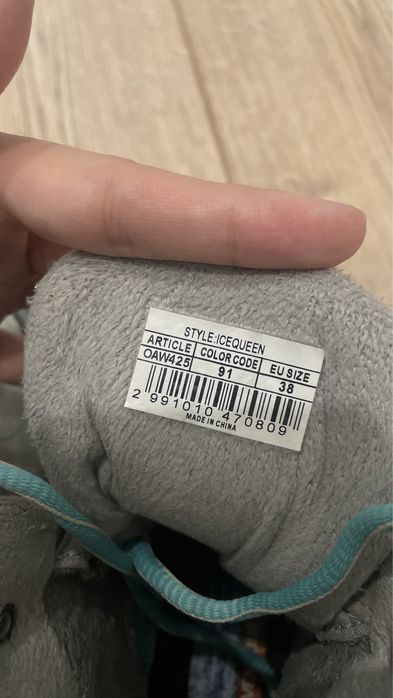 STYLE:ICEQUEEN
ARTICLE COLOR CODE EU SIZE
OAW425 91 38
2 991010 470809
MADE IN CHINA